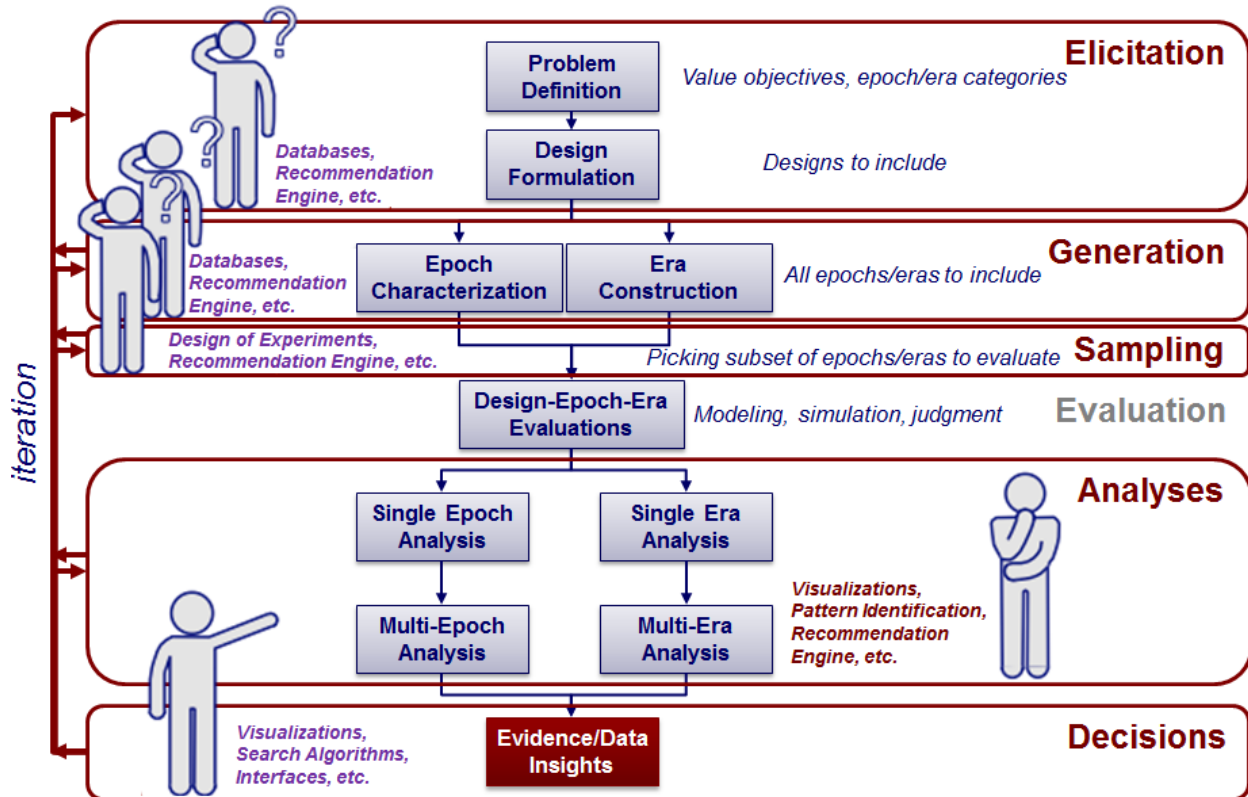 Elicitation
Problem
Definition
Value objectives, epoch/era categories
Design
Formulation
Designs to include
Databases,
Recommendation
Engine, etc.
?
?
?
Generation
Epoch
Characterization
Era
Construction
All epochs/eras to include
Databases,
Recommendation
Engine, etc.
Sampling
Design of Experiments,
Recommendation Engine, etc.
Picking subset of epochs/eras to evaluate
Evaluation
Design-Epoch-Era
Evaluations
Modeling, simulation, judgment
iteration
Analyses
Single Epoch
Analysis
Single Era
Analysis
Multi-Epoch
Analysis
Multi-Era
Analysis
Visualizations,
Pattern Identification,
Recommendation
Engine, etc.
Decisions
Visualizations,
Search Algorithms,
Interfaces, etc.
Evidence/Data
Insights